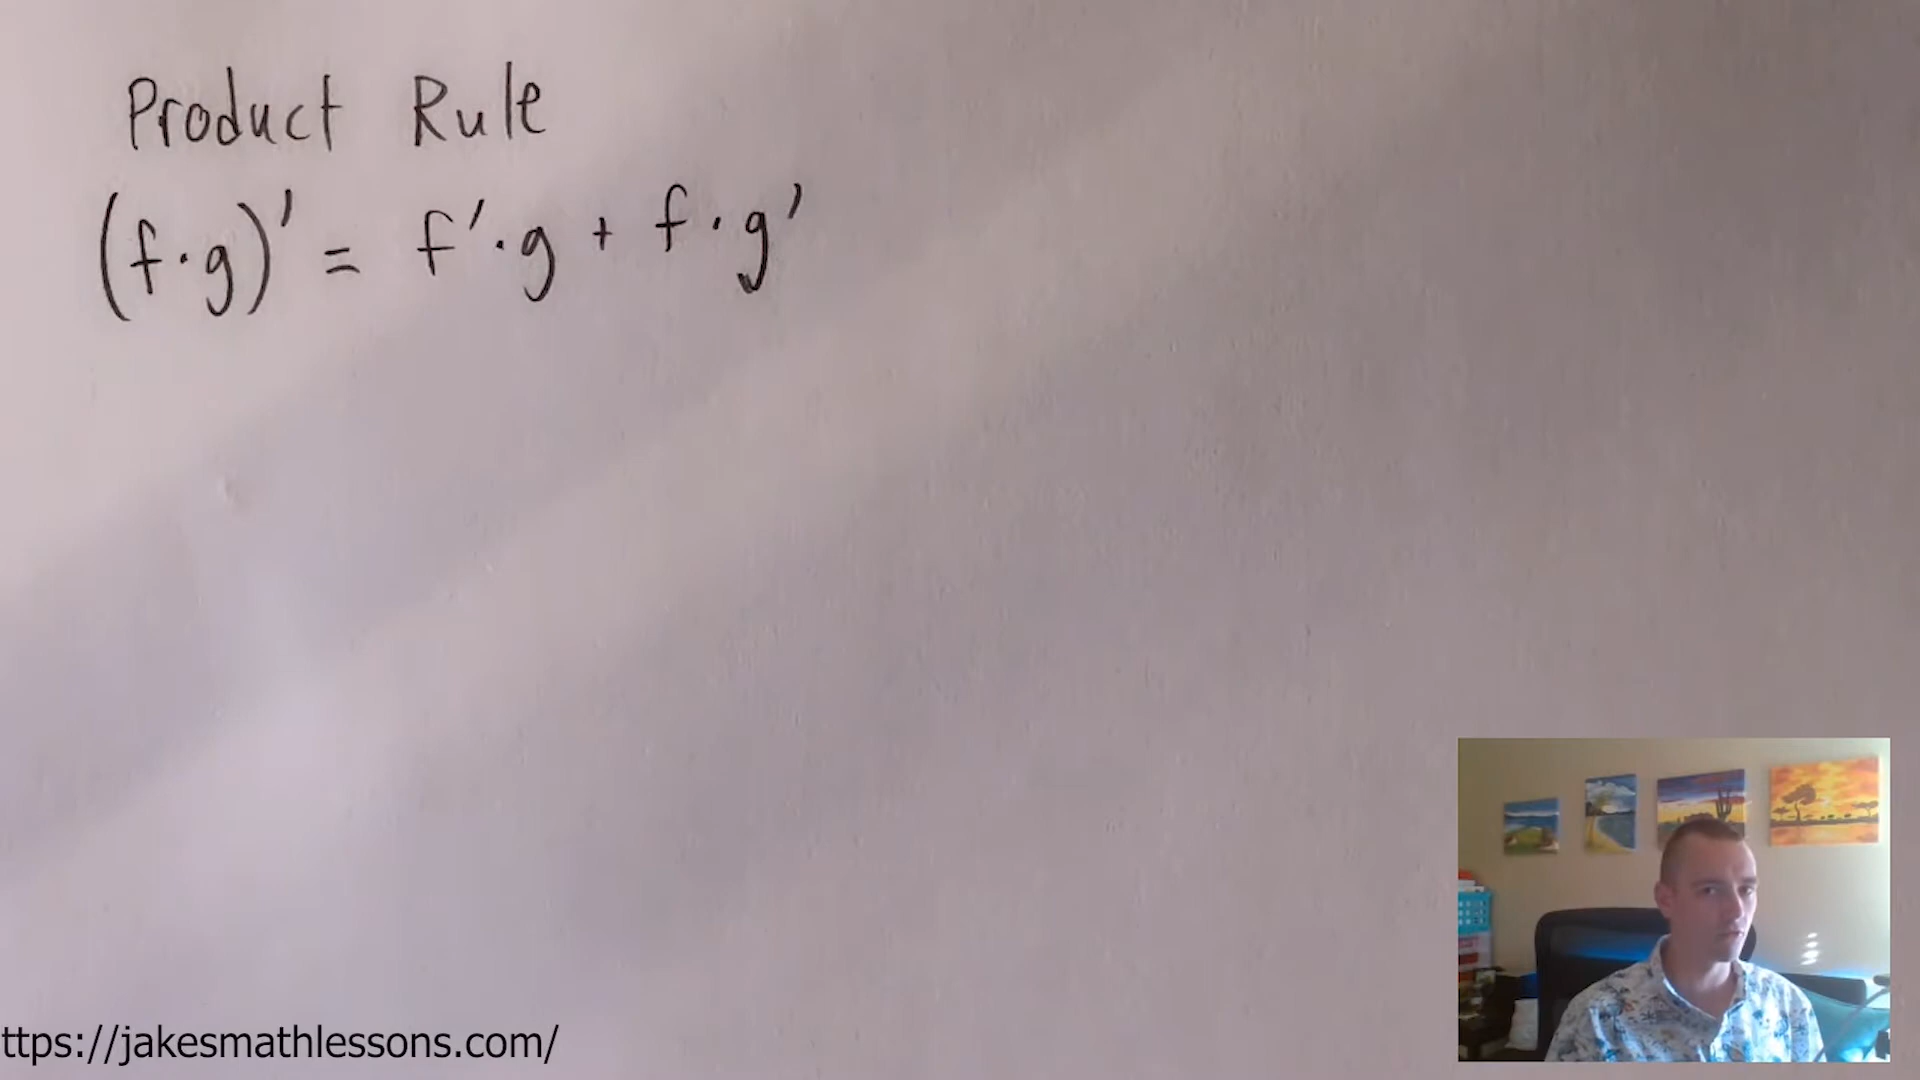 Product Rule
(f·g)' = f'·g + f·g'
ttps://jakesmathlessons.com/